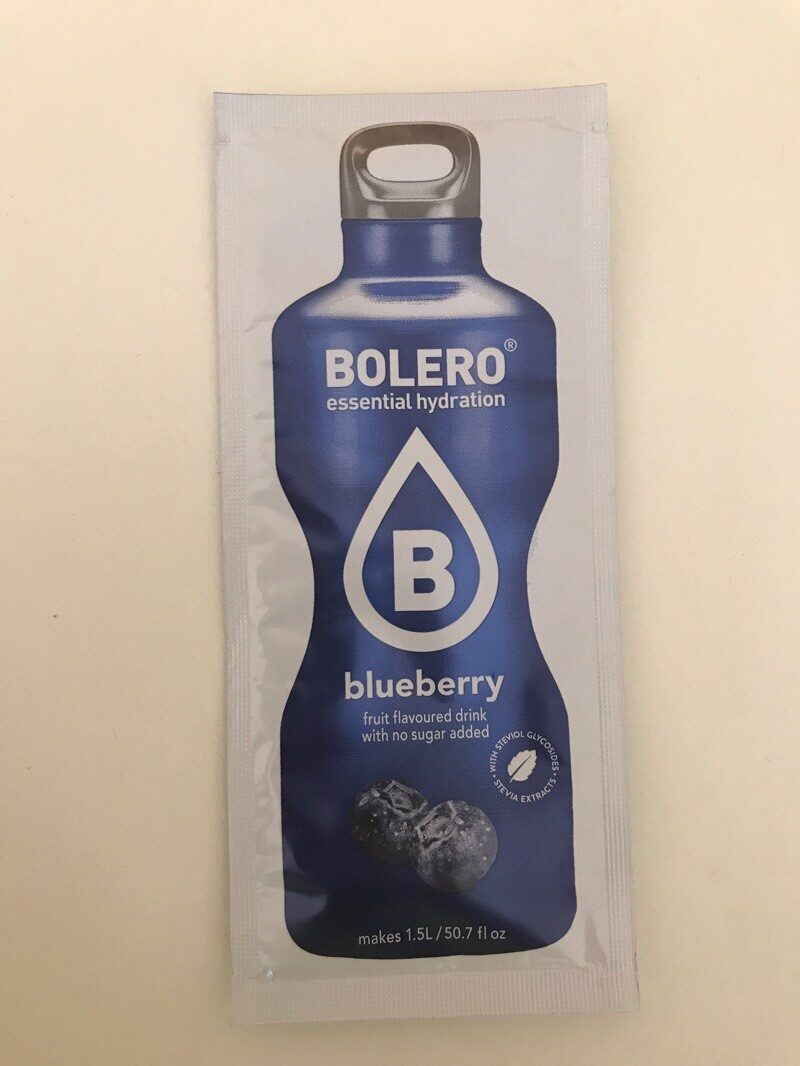 BOLERO®
essential hydration
B
blueberry
fruit flavoured drink
with no sugar added
• WITH STEVIOL GLYCOSIDES •
STEVIA EXTRACTS
makes 1.5L / 50.7 fl oz